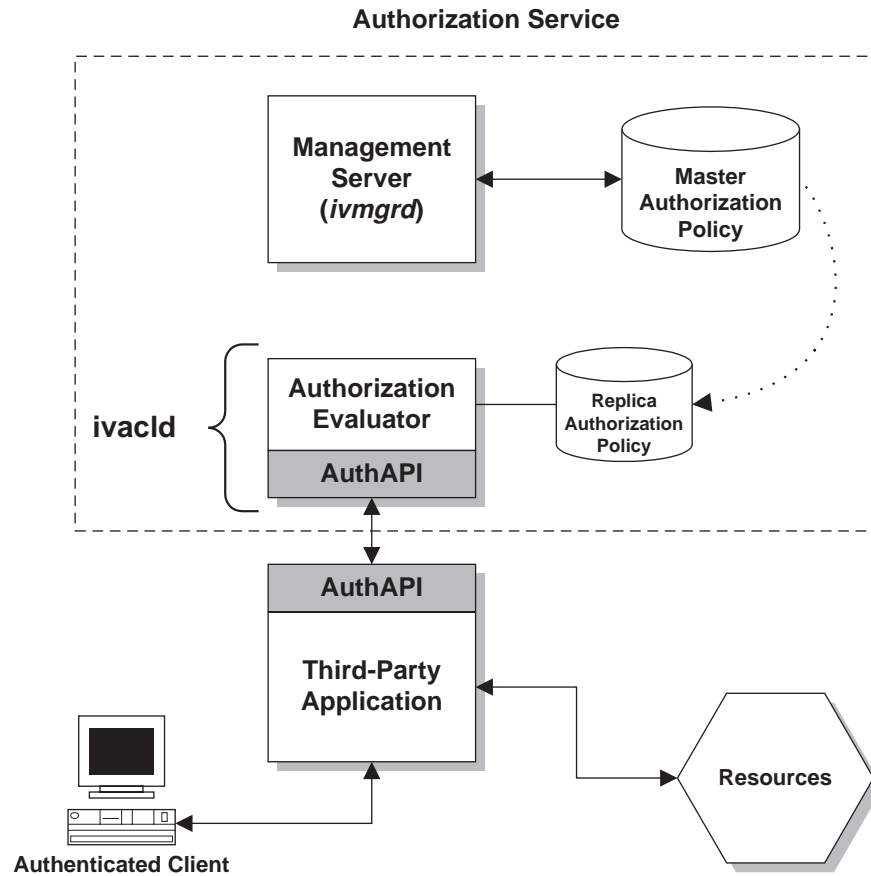 Authorization Service
Management
Server
(ivmgrd)
Master
Authorization
Policy
ivacld
Authorization
Evaluator
AuthAPI
Replica
Authorization
Policy
AuthAPI
Third-Party
Application
Resources
Authenticated Client